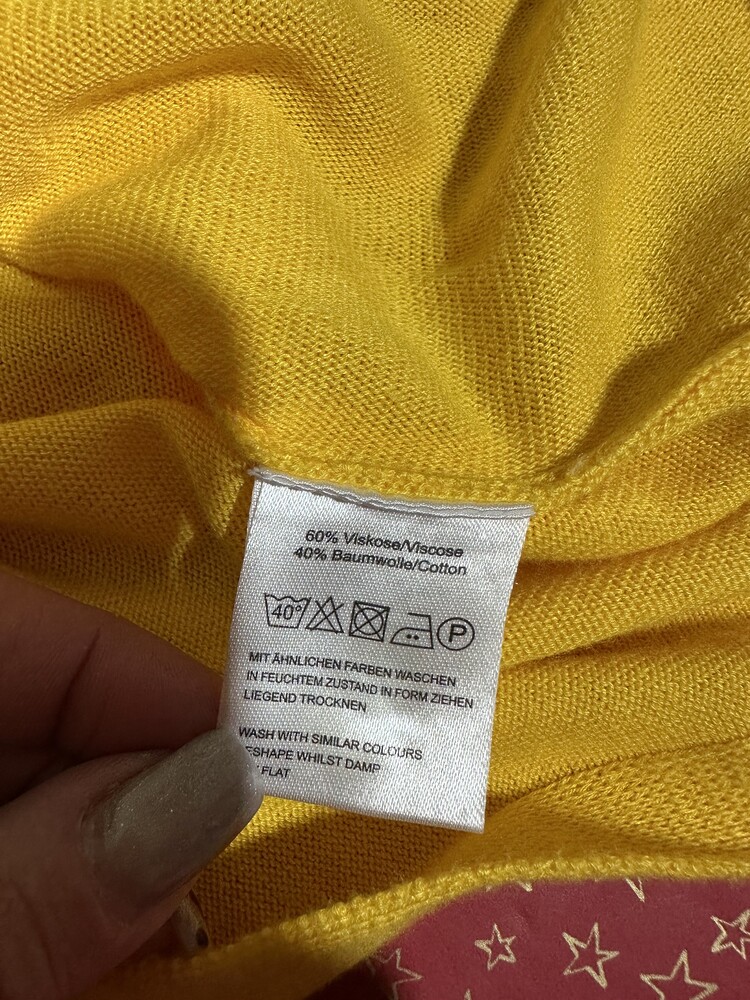 60% Viskose/Viscose
40% Baumwolle/Cotton
40° P
MIT ÄHNLICHEN FARBEN WASCHEN
IN FEUCHTEM ZUSTAND IN FORM ZIEHEN
LIEGEND TROCKNEN
WASH WITH SIMILAR COLOURS
ESHAPE WHILST DAMP
FLAT